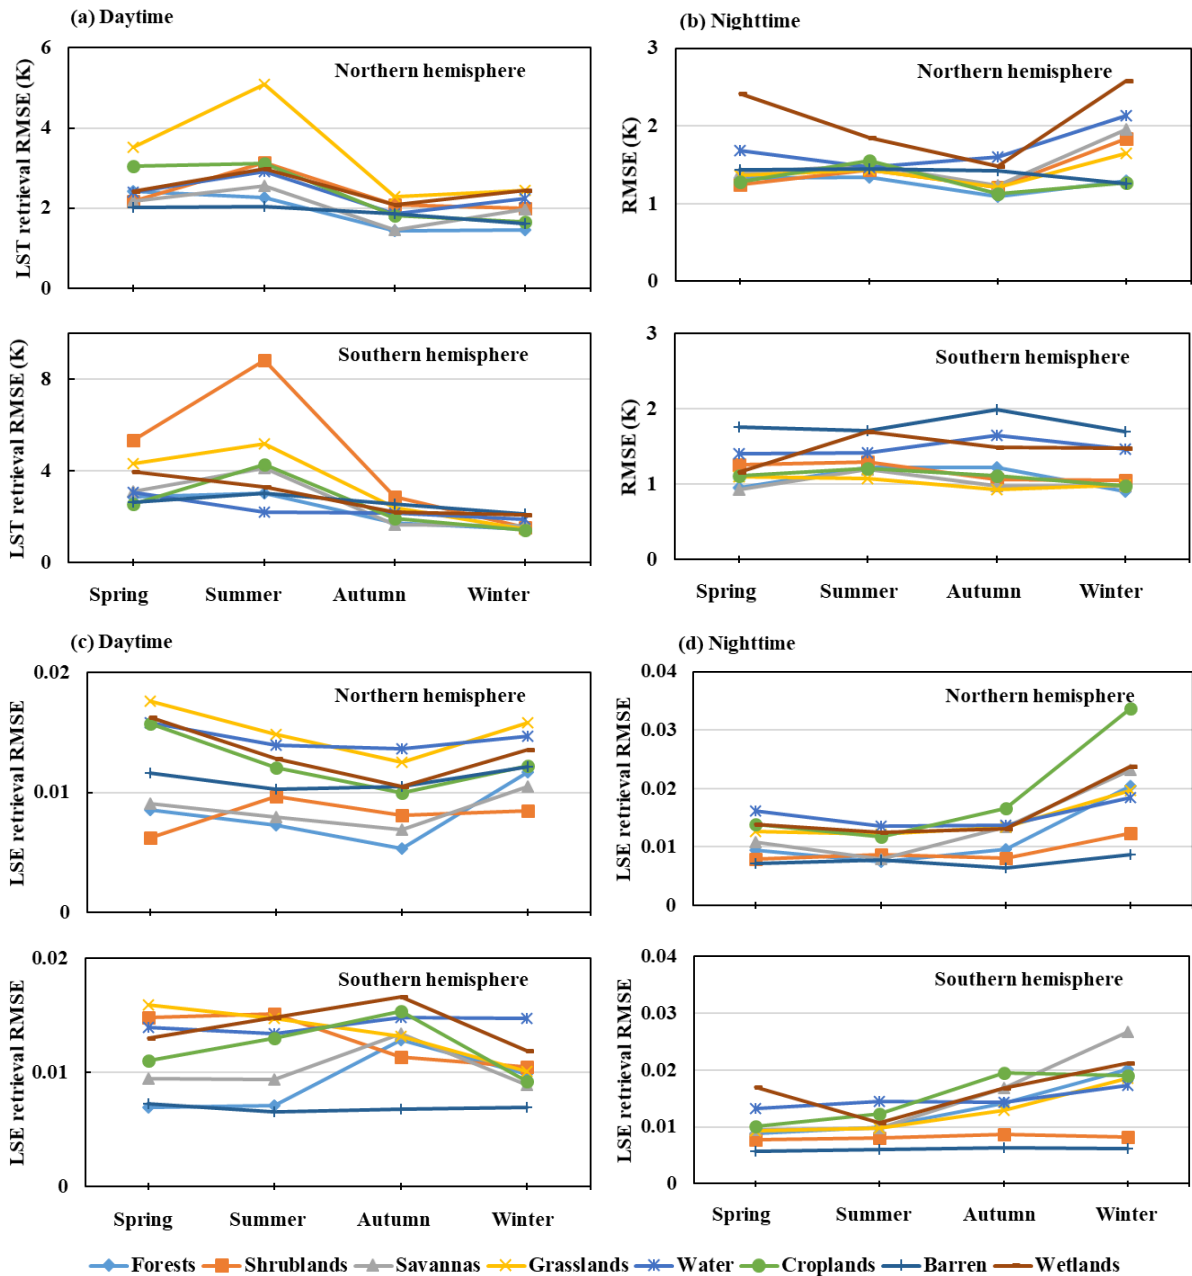 (a) Daytime
(b) Nighttime
6
4
2
0
LST retrieval RMSE (K)
Northern hemisphere
3
2
1
0
RMSE (K)
Northern hemisphere
8
4
0
LST retrieval RMSE (K)
Southern hemisphere
3
2
1
0
RMSE (K)
Southern hemisphere
Spring Summer Autumn Winter
Spring Summer Autumn Winter
(c) Daytime
(d) Nighttime
0.02
0.01
0
LSE retrieval RMSE
Northern hemisphere
0.04
0.03
0.02
0.01
0
LSE retrieval RMSE
Northern hemisphere
0.02
0.01
0
LSE retrieval RMSE
Southern hemisphere
0.04
0.03
0.02
0.01
0
LSE retrieval RMSE
Southern hemisphere
Spring Summer Autumn Winter
Spring Summer Autumn Winter
Forests Shrublands Savannas Grasslands Water Croplands Barren Wetlands